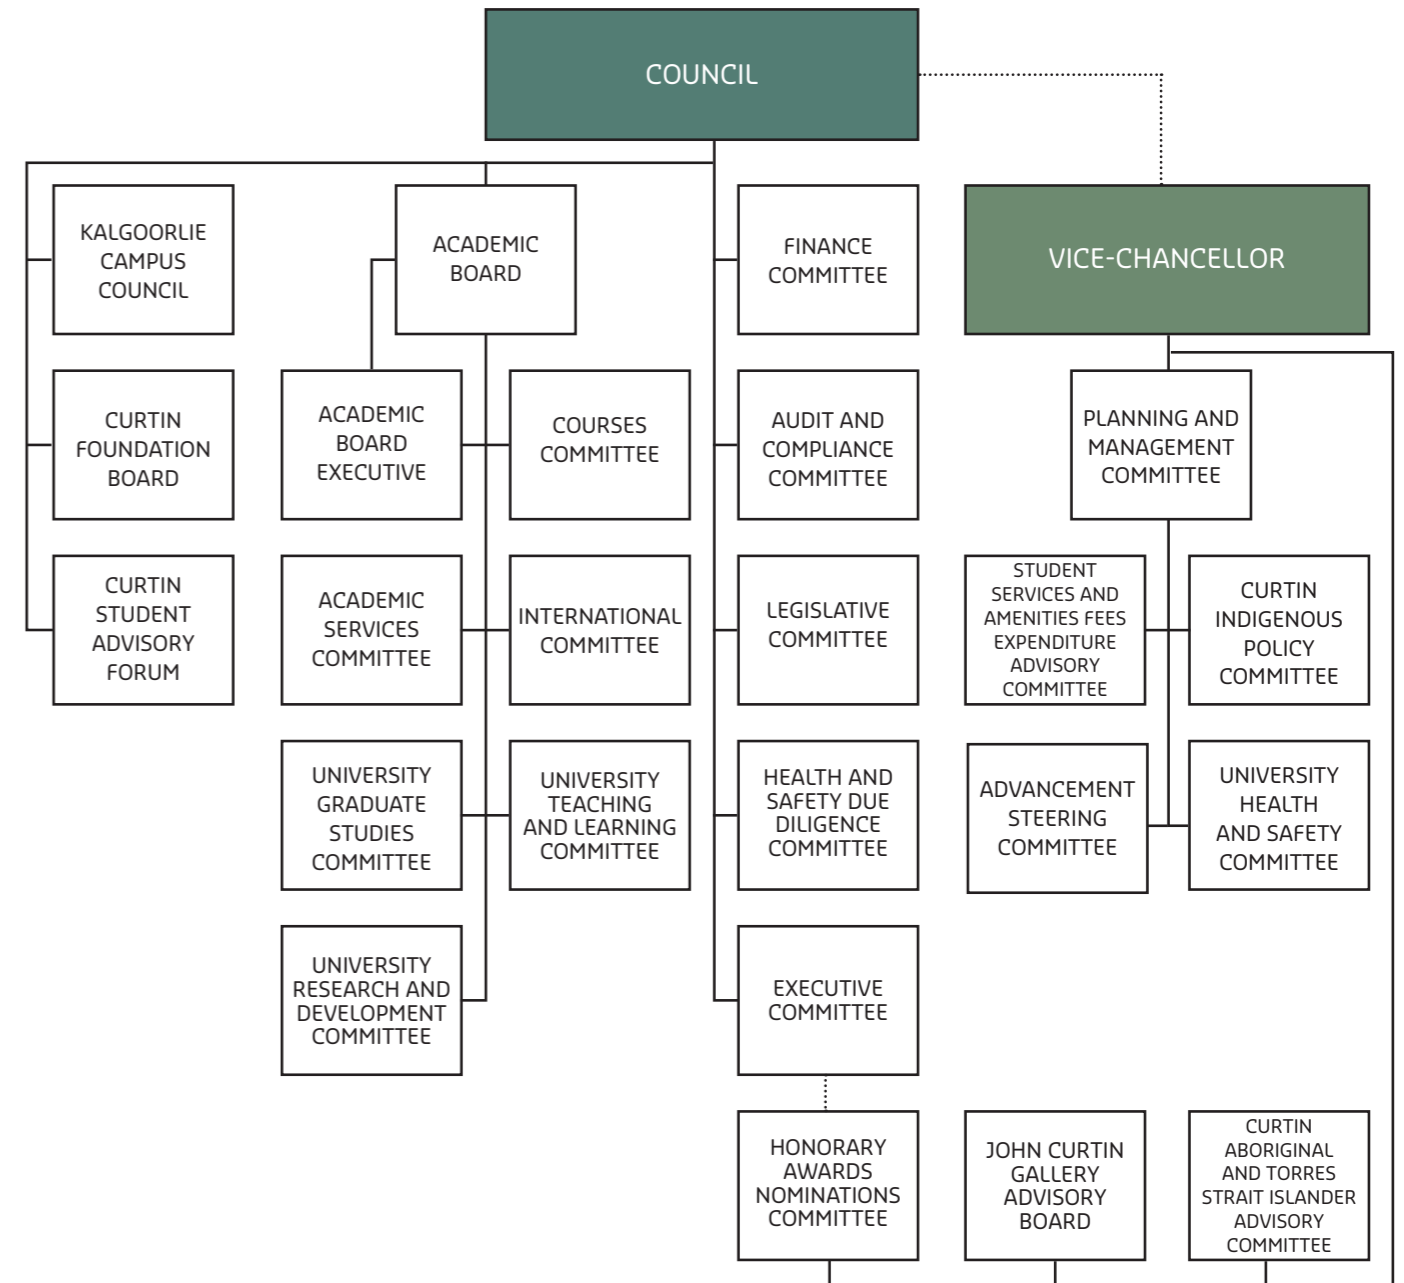 COUNCIL
KALGOORLIE
CAMPUS
COUNCIL
ACADEMIC
BOARD
FINANCE
COMMITTEE
VICE-CHANCELLOR
CURTIN
FOUNDATION
BOARD
ACADEMIC
BOARD
EXECUTIVE
COURSES
COMMITTEE
AUDIT AND
COMPLIANCE
COMMITTEE
PLANNING AND
MANAGEMENT
COMMITTEE
CURTIN
STUDENT
ADVISORY
FORUM
ACADEMIC
SERVICES
COMMITTEE
INTERNATIONAL
COMMITTEE
LEGISLATIVE
COMMITTEE
STUDENT
SERVICES AND
AMENITIES FEES
EXPENDITURE
ADVISORY
COMMITTEE
CURTIN
INDIGENOUS
POLICY
COMMITTEE
UNIVERSITY
GRADUATE
STUDIES
COMMITTEE
UNIVERSITY
TEACHING
AND LEARNING
COMMITTEE
HEALTH AND
SAFETY DUE
DILIGENCE
COMMITTEE
ADVANCEMENT
STEERING
COMMITTEE
UNIVERSITY
HEALTH
AND SAFETY
COMMITTEE
UNIVERSITY
RESEARCH AND
DEVELOPMENT
COMMITTEE
EXECUTIVE
COMMITTEE
HONORARY
AWARDS
NOMINATIONS
COMMITTEE
JOHN CURTIN
GALLERY
ADVISORY
BOARD
CURTIN
ABORIGINAL
AND TORRES
STRAIT ISLANDER
ADVISORY
COMMITTEE